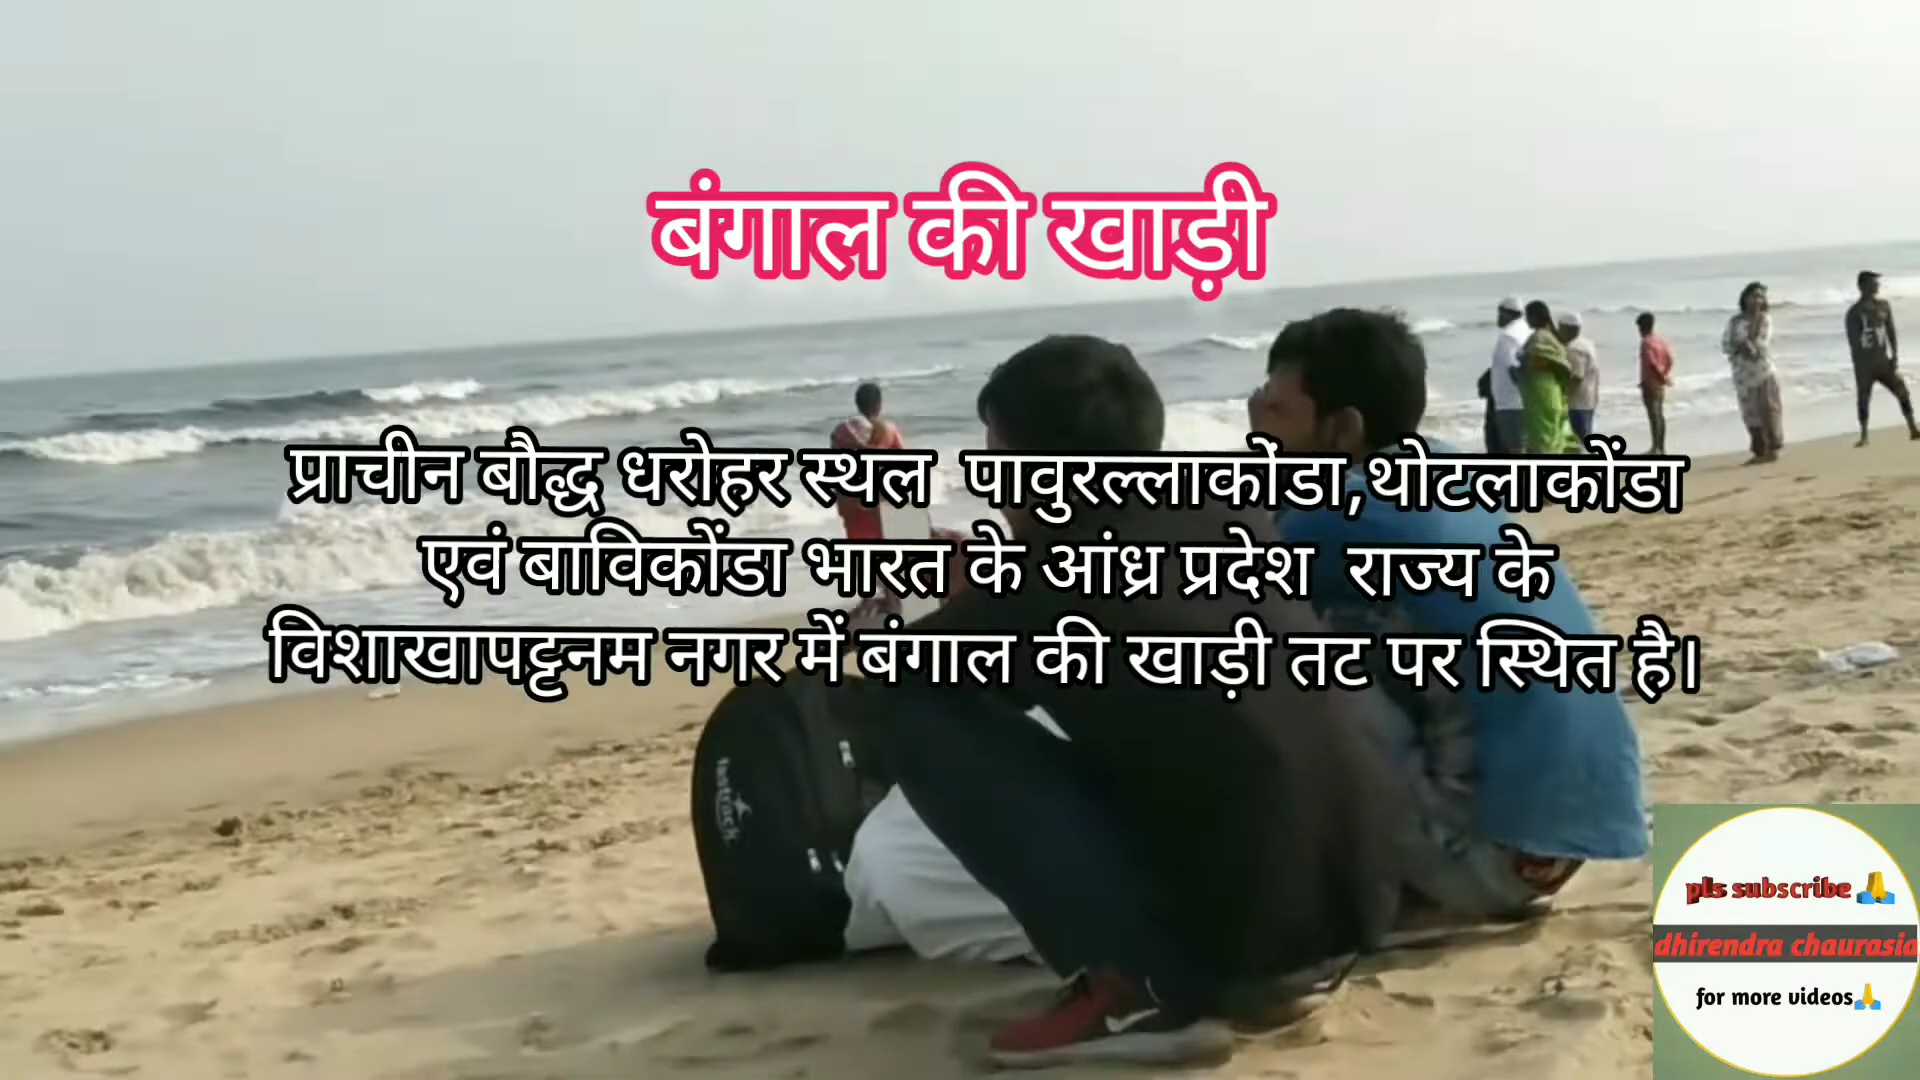 बंगाल की खाड़ी
प्राचीन बौद्ध धरोहर स्थल पावुरल्लाकोंडा,थोटलाकोंडा
एवं बाविकोंडा भारत के आंध्र प्रदेश राज्य के
विशाखापट्टनम नगर में बंगाल की खाड़ी तट पर स्थित है।
fastrack
pls subscribe 🙏
dhirendra chaurasia
for more videos🙏